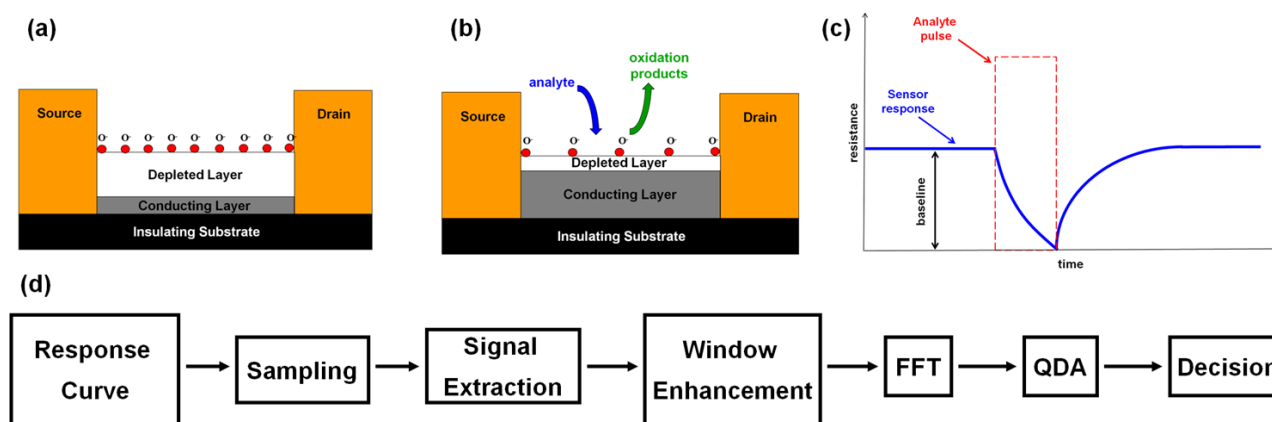 (a)
Source
Drain
O- O- O- O- O- O- O- O- O-
Depleted Layer
Conducting Layer
Insulating Substrate
(b)
analyte
oxidation
products
Source
Drain
O- O- O- O- O-
Depleted Layer
Conducting Layer
Insulating Substrate
(c)
Analyte
pulse
Sensor
response
resistance
baseline
time
(d)
Response
Curve
Sampling
Signal
Extraction
Window
Enhancement
FFT
QDA
Decision